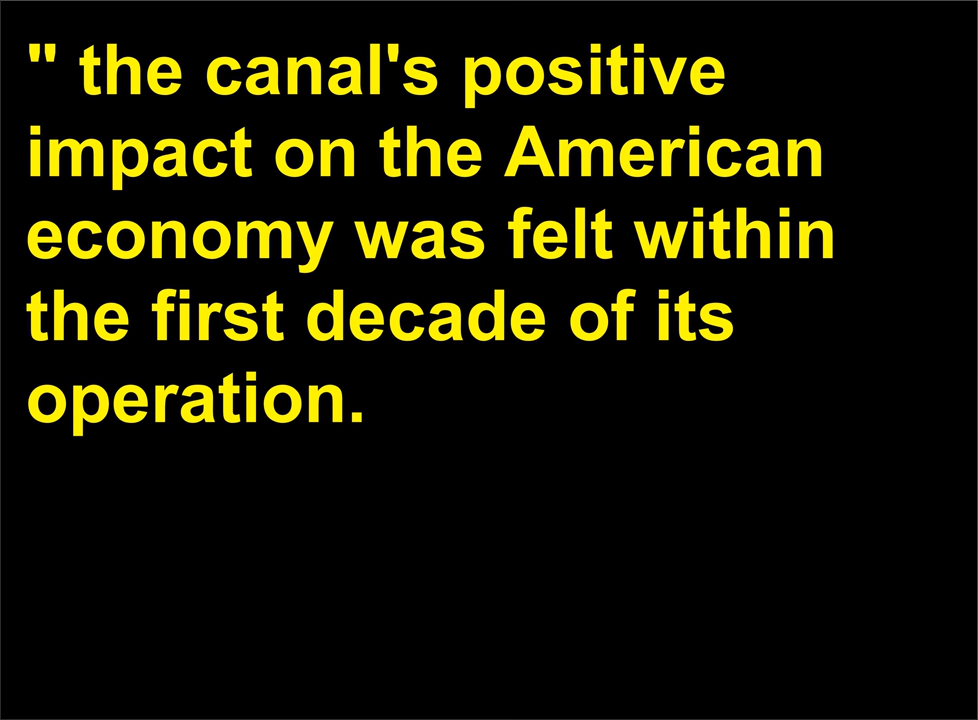 " the canal's positive
impact on the American
economy was felt within
the first decade of its
operation.